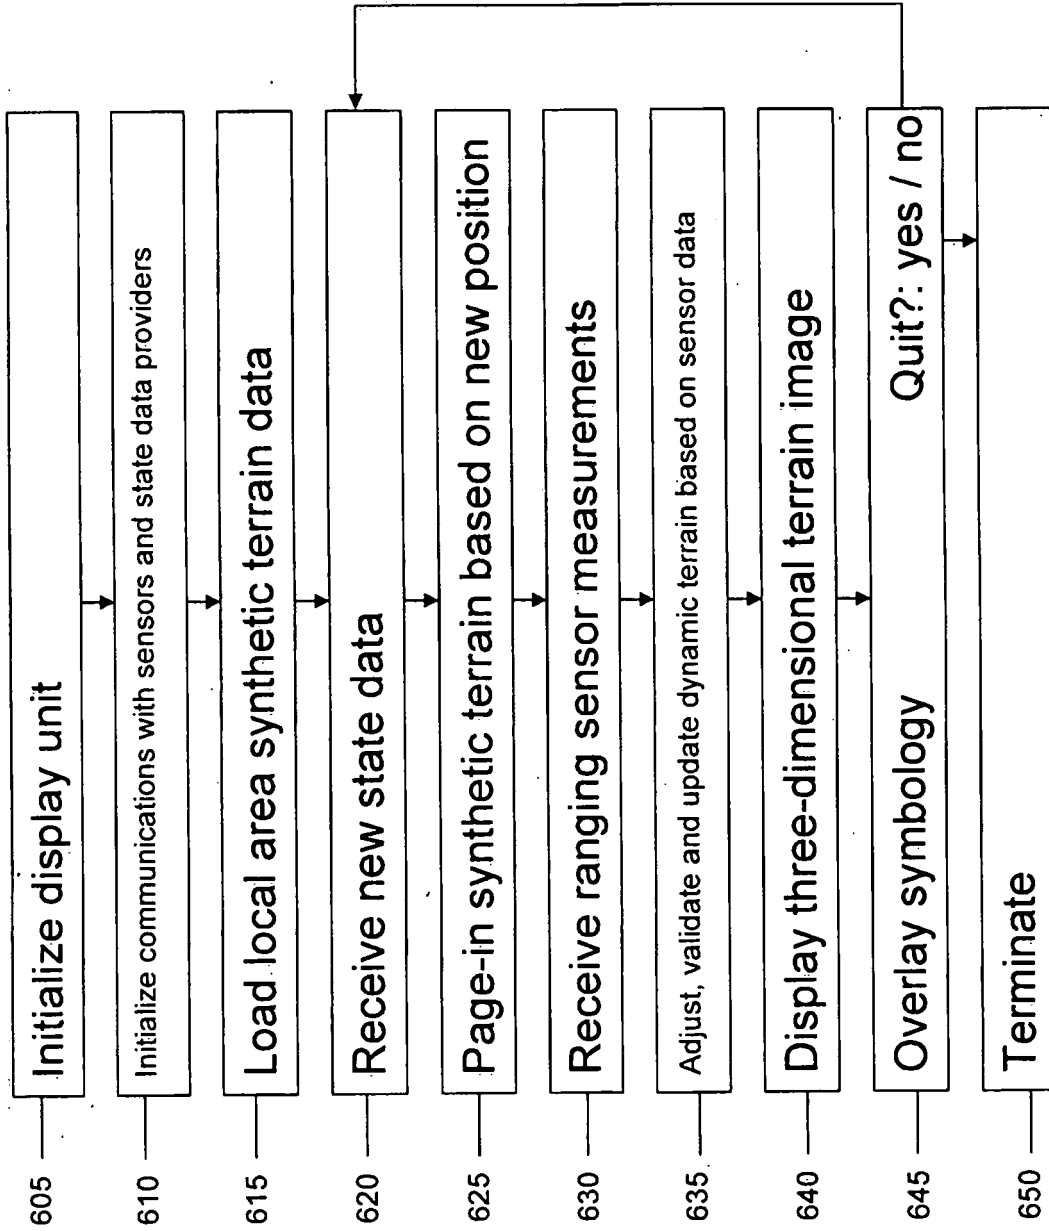 605 Initialize display unit
610 Initialize communications with sensors and state data providers
615 Load local area synthetic terrain data
620 Receive new state data
625 Page-in synthetic terrain based on new position
630 Receive ranging sensor measurements
635 Adjust, validate and update dynamic terrain based on sensor data
640 Display three-dimensional terrain image
645 Overlay symbology Quit?: yes / no
650 Terminate